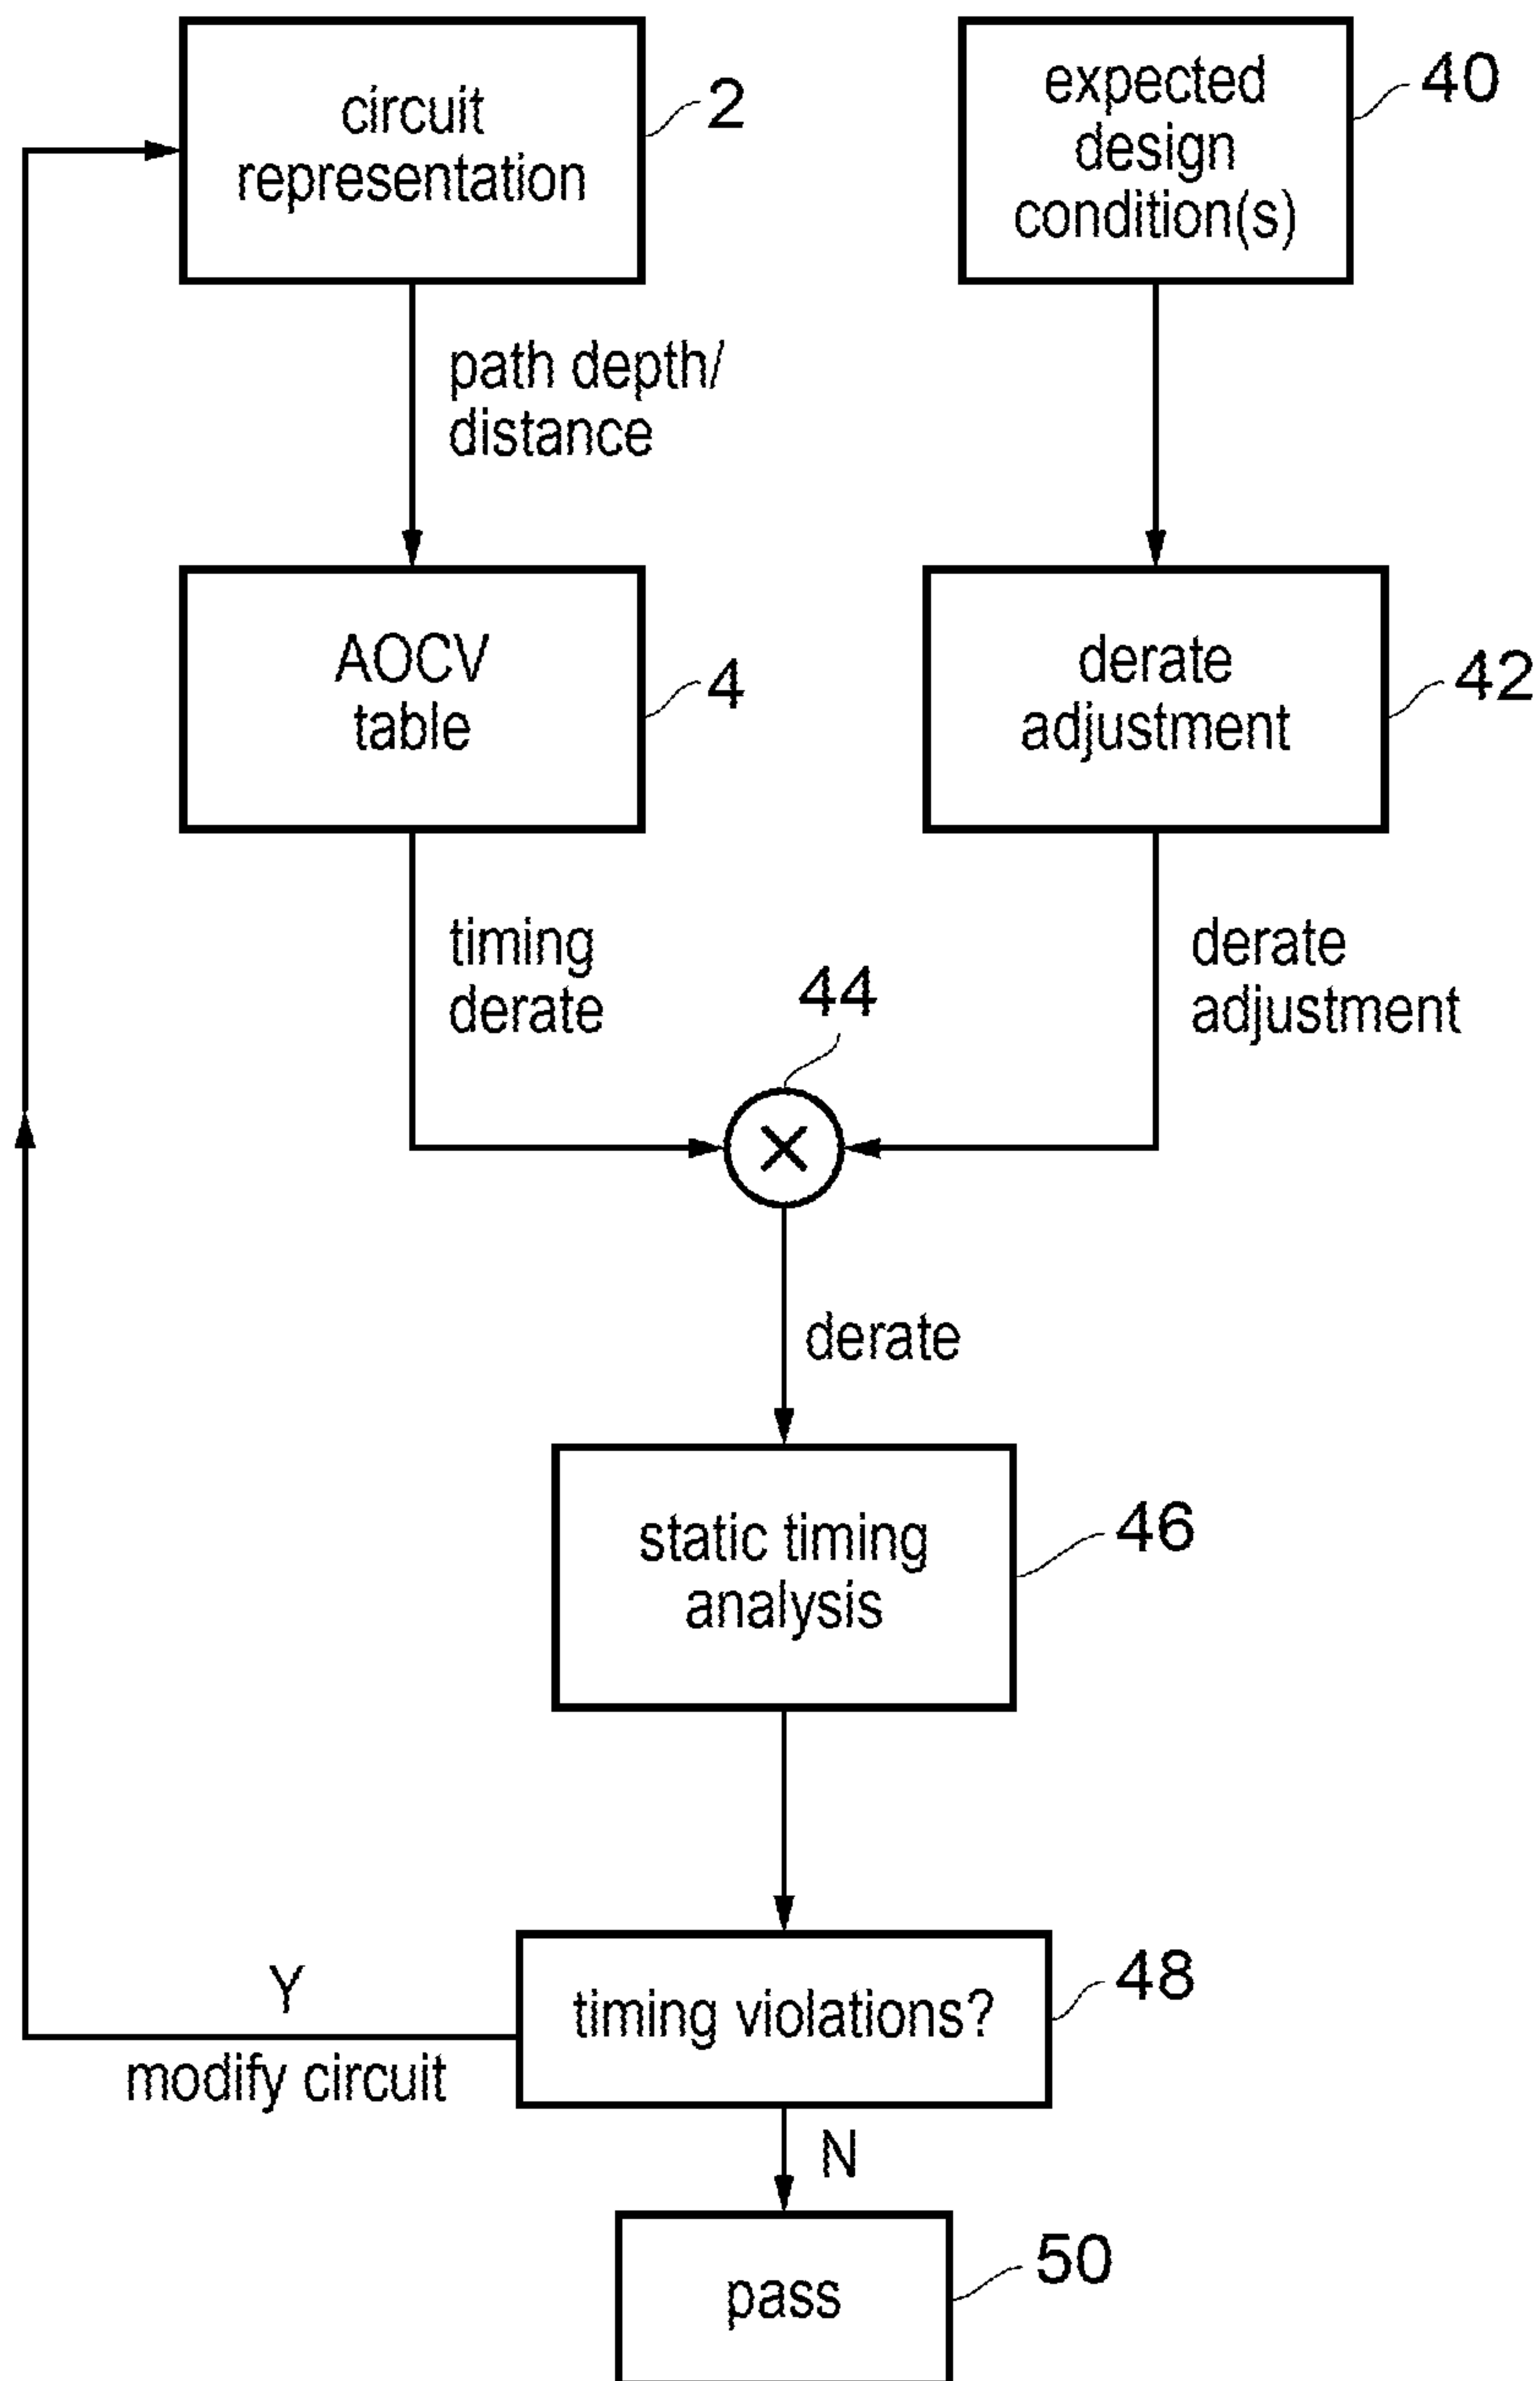 circuit
representation
2
expected
design
condition(s)
40
path depth/
distance
AOCV
table
4
derate
adjustment
42
timing
derate
44
derate
adjustment
×
derate
static timing
analysis
46
timing violations?
48
Y
modify circuit
N
pass
50